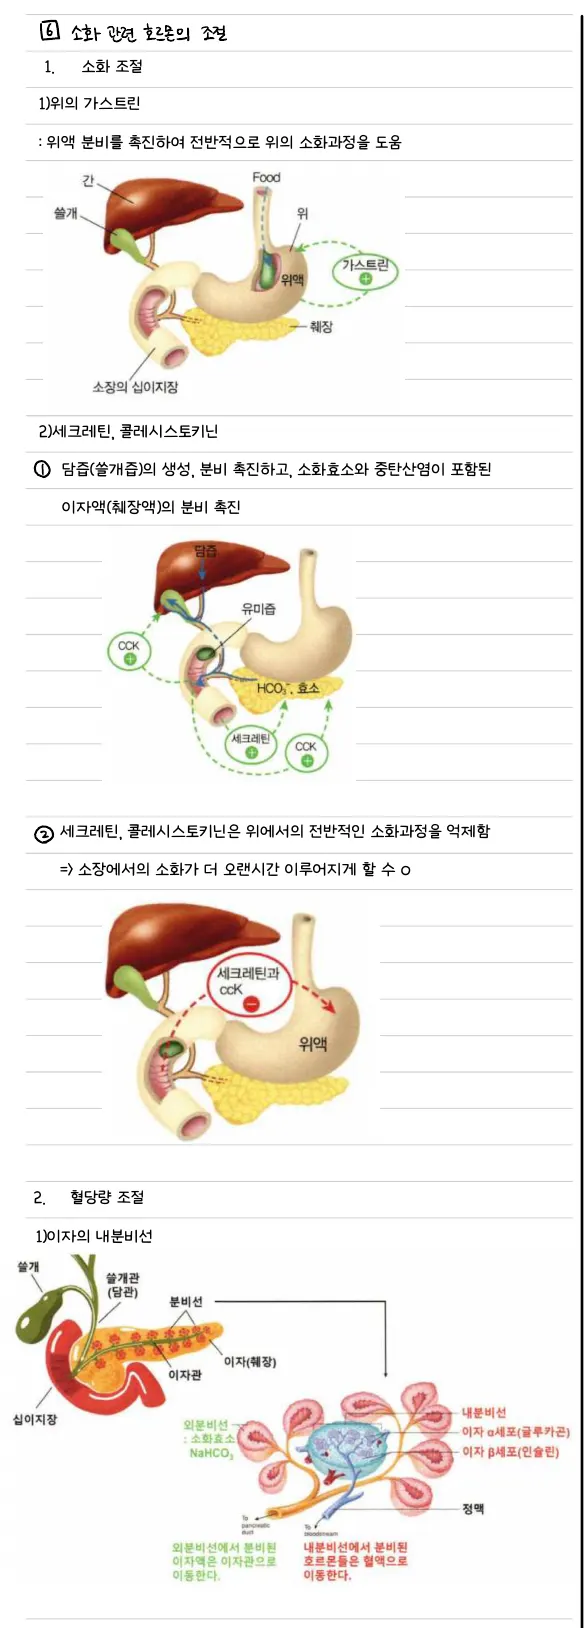 6 소화 관련 호르몬의 조절
1. 소화 조절
1)위의 가스트린
: 위액 분비를 촉진하여 전반적으로 위의 소화과정을 도움
간
Food
쓸개
위
가스트린
+
위액
췌장
소장의 십이지장
2)세크레틴, 콜레시스토키닌
① 담즙(쓸개즙)의 생성, 분비 촉진하고, 소화효소와 중탄산염이 포함된
이자액(췌장액)의 분비 촉진
담즙
유미즙
CCK
+
HCO₃⁻, 효소
세크레틴
+
CCK
+
② 세크레틴, 콜레시스토키닌은 위에서의 전반적인 소화과정을 억제함
=> 소장에서의 소화가 더 오랜시간 이루어지게 할 수 o
세크레틴과
ccK
−
위액
2. 혈당량 조절
1)이자의 내분비선
쓸개
쓸개관
(담관)
분비선
이자(췌장)
이자관
십이지장
내분비선
외분비선
: 소화효소
NaHCO₃
이자 α세포(글루카곤)
이자 β세포(인슐린)
정맥
To
pancreatic
duct
To
bloodstream
외분비선에서 분비된
이자액은 이자관으로
이동한다.
내분비선에서 분비된
호르몬들은 혈액으로
이동한다.